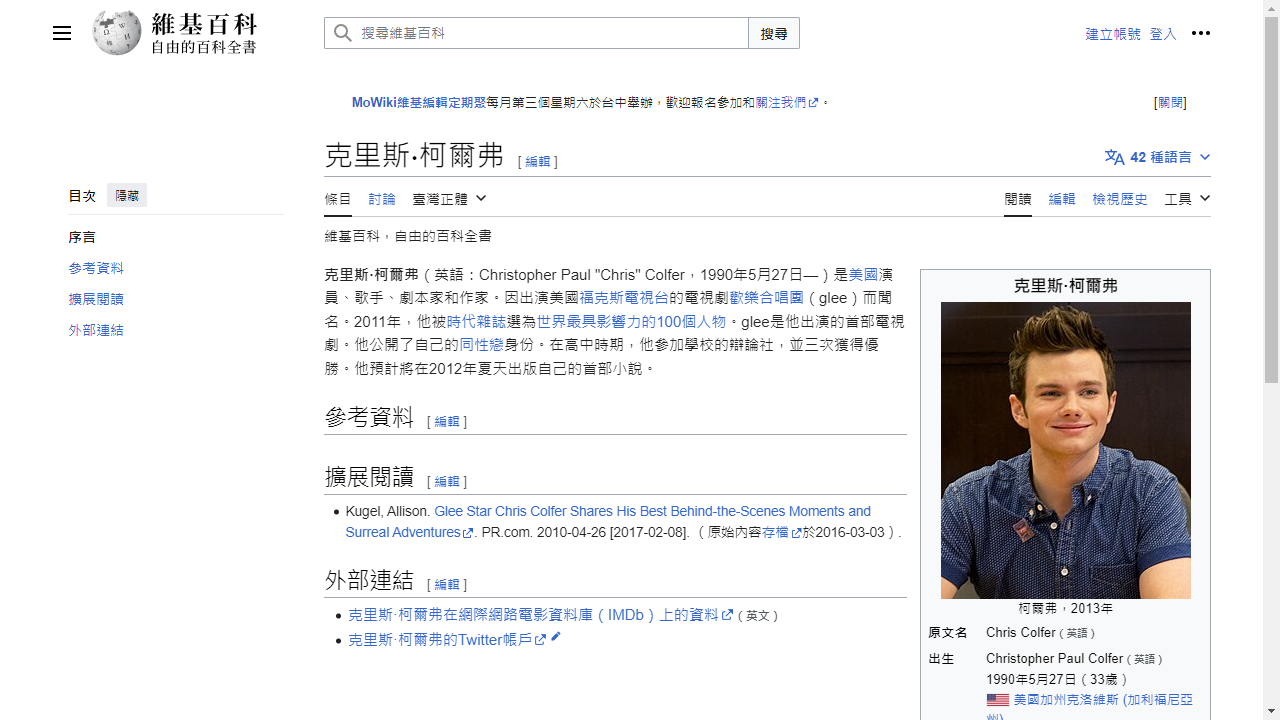 維基百科
自由的百科全書
搜尋維基百科
搜尋
建立帳號 登入
MoWiki維基編輯定期聚每月第三個星期六於台中舉辦，歡迎報名參加和關注我們。
[關閉]
克里斯·柯爾弗 [ 編輯 ]
42 種語言
目次 隱藏
序言
參考資料
擴展閱讀
外部連結
條目 討論 臺灣正體
閱讀 編輯 檢視歷史 工具
維基百科，自由的百科全書
克里斯·柯爾弗（英語：Christopher Paul "Chris" Colfer，1990年5月27日—）是美國演
員、歌手、劇本家和作家。因出演美國福克斯電視台的電視劇歡樂合唱團（glee）而聞
名。2011年，他被時代雜誌選為世界最具影響力的100個人物。glee是他出演的首部電視
劇。他公開了自己的同性戀身份。在高中時期，他參加學校的辯論社，並三次獲得優
勝。他預計將在2012年夏天出版自己的首部小說。
參考資料 [ 編輯 ]
擴展閱讀 [ 編輯 ]
Kugel, Allison. Glee Star Chris Colfer Shares His Best Behind-the-Scenes Moments and
Surreal Adventures. PR.com. 2010-04-26 [2017-02-08]. （原始內容存檔於2016-03-03）.
外部連結 [ 編輯 ]
克里斯·柯爾弗在網際網路電影資料庫（IMDb）上的資料（英文）
克里斯·柯爾弗的Twitter帳戶
克里斯·柯爾弗
柯爾弗，2013年
原文名 Chris Colfer（英語）
出生 Christopher Paul Colfer（英語）
1990年5月27日（33歲）
美國加州克洛維斯 (加利福尼亞
州)